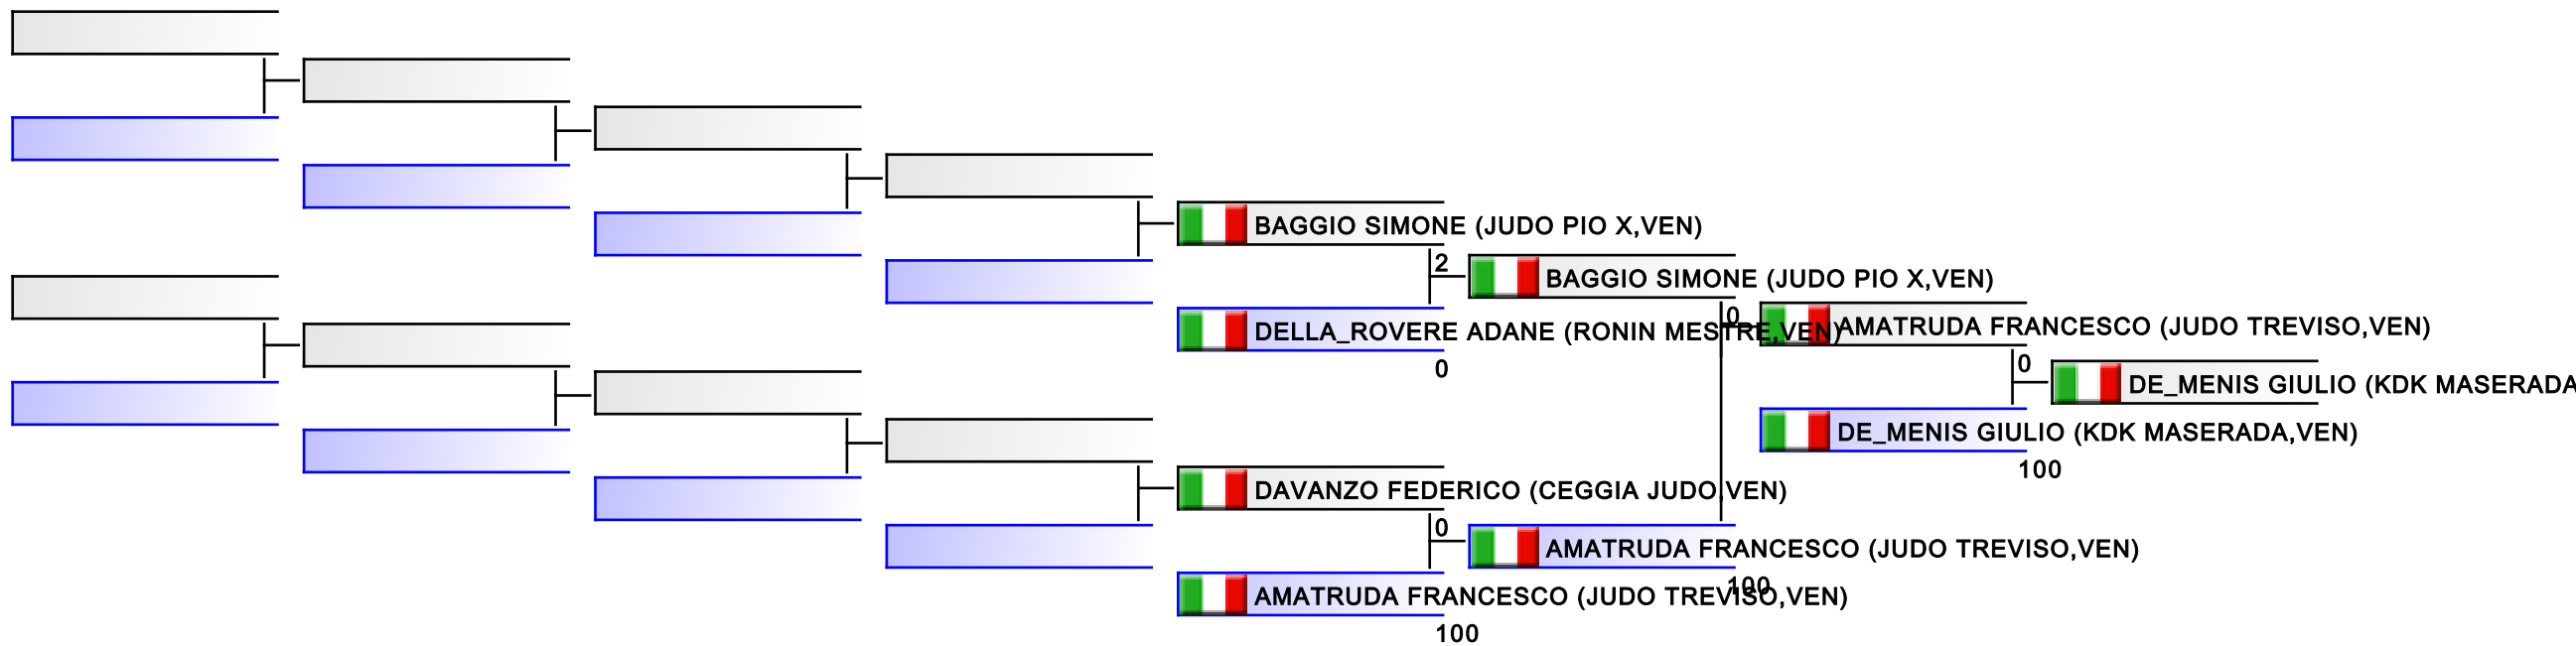 BAGGIO SIMONE (JUDO PIO X,VEN)
2
BAGGIO SIMONE (JUDO PIO X,VEN)
DELLA_ROVERE ADANE (RONIN MESTRE,VEN)
0
0
AMATRUDA FRANCESCO (JUDO TREVISO,VEN)
0
DE_MENIS GIULIO (KDK MASERADA
DE_MENIS GIULIO (KDK MASERADA,VEN)
100
DAVANZO FEDERICO (CEGGIA JUDO,VEN)
0
AMATRUDA FRANCESCO (JUDO TREVISO,VEN)
100
AMATRUDA FRANCESCO (JUDO TREVISO,VEN)
100